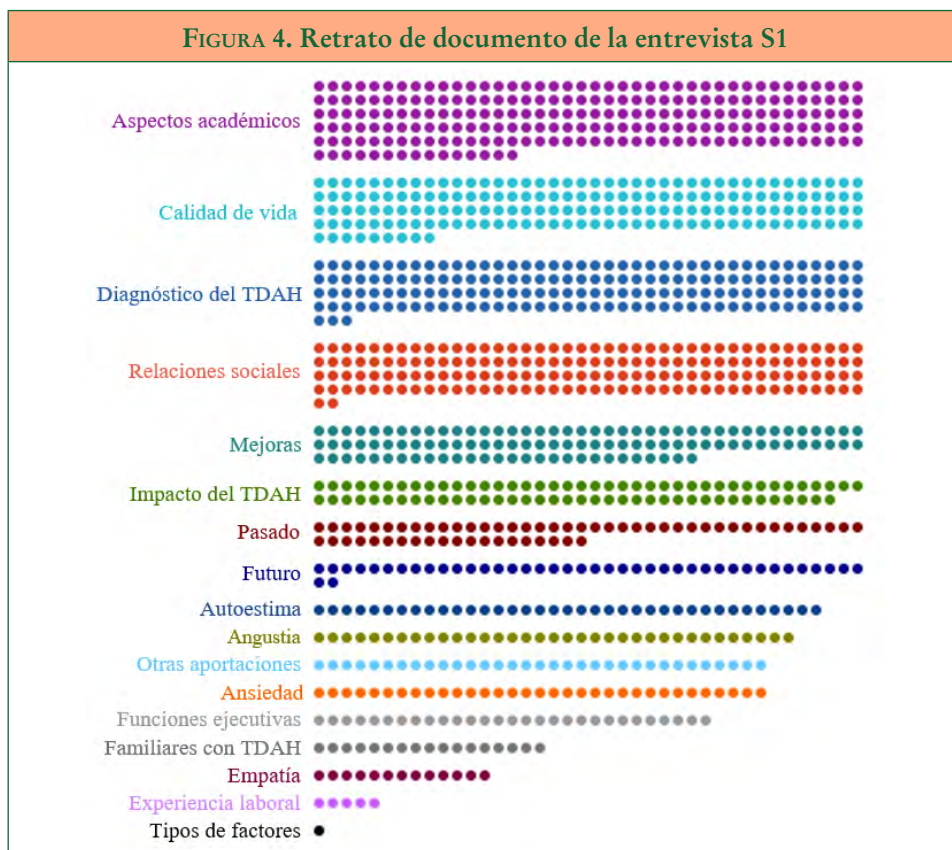 FIGURA 4. Retrato de documento de la entrevista S1
Aspectos académicos
Calidad de vida
Diagnóstico del TDAH
Relaciones sociales
Mejoras
Impacto del TDAH
Pasado
Futuro
Autoestima
Angustia
Otras aportaciones
Ansiedad
Funciones ejecutivas
Familiares con TDAH
Empatía
Experiencia laboral
Tipos de factores